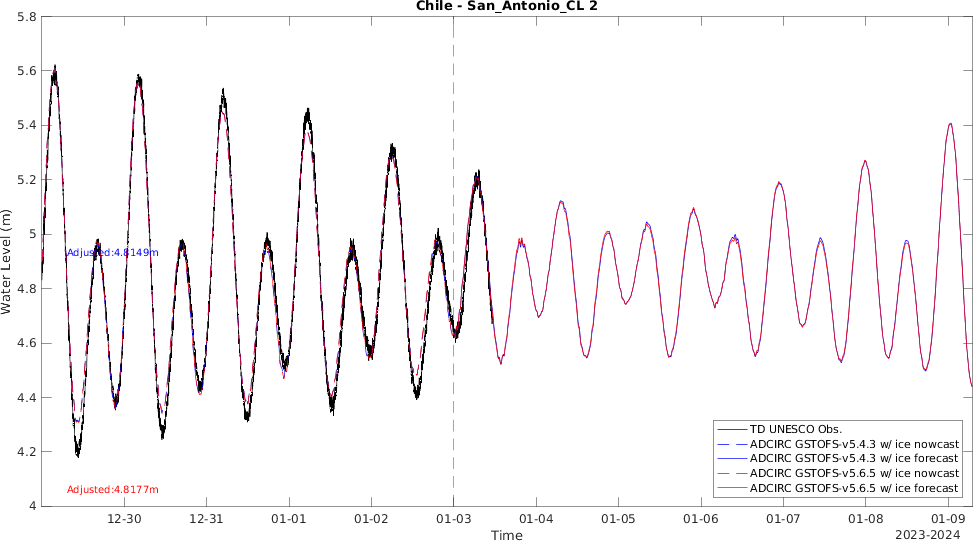 Chile - San_Antonio_CL 2
5.8
5.6
5.4
5.2
5
4.8
4.6
4.4
4.2
4
Water Level (m)
Adjusted:4.8149m
Adjusted:4.8177m
TD UNESCO Obs.
ADCIRC GSTOFS-v5.4.3 w/ ice nowcast
ADCIRC GSTOFS-v5.4.3 w/ ice forecast
ADCIRC GSTOFS-v5.6.5 w/ ice nowcast
ADCIRC GSTOFS-v5.6.5 w/ ice forecast
12-30 12-31 01-01 01-02 01-03 01-04 01-05 01-06 01-07 01-08 01-09
Time
2023-2024